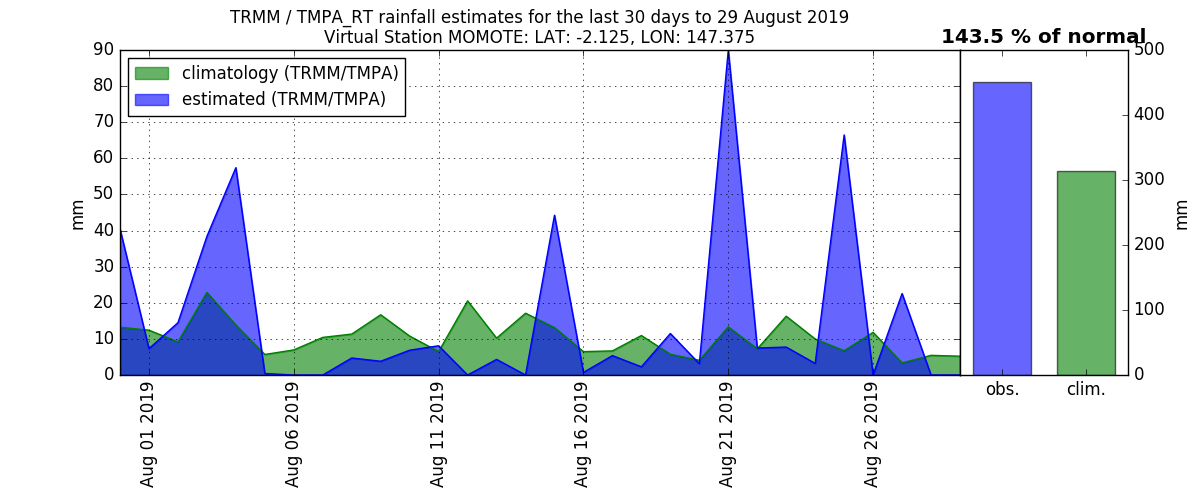 TRMM / TMPA_RT rainfall estimates for the last 30 days to 29 August 2019
Virtual Station MOMOTE: LAT: -2.125, LON: 147.375
143.5 % of normal
climatology (TRMM/TMPA)
estimated (TRMM/TMPA)
90
80
70
60
50
40
30
20
10
0
mm
Aug 01 2019
Aug 06 2019
Aug 11 2019
Aug 16 2019
Aug 21 2019
Aug 26 2019
500
400
300
200
100
0
mm
obs.
clim.